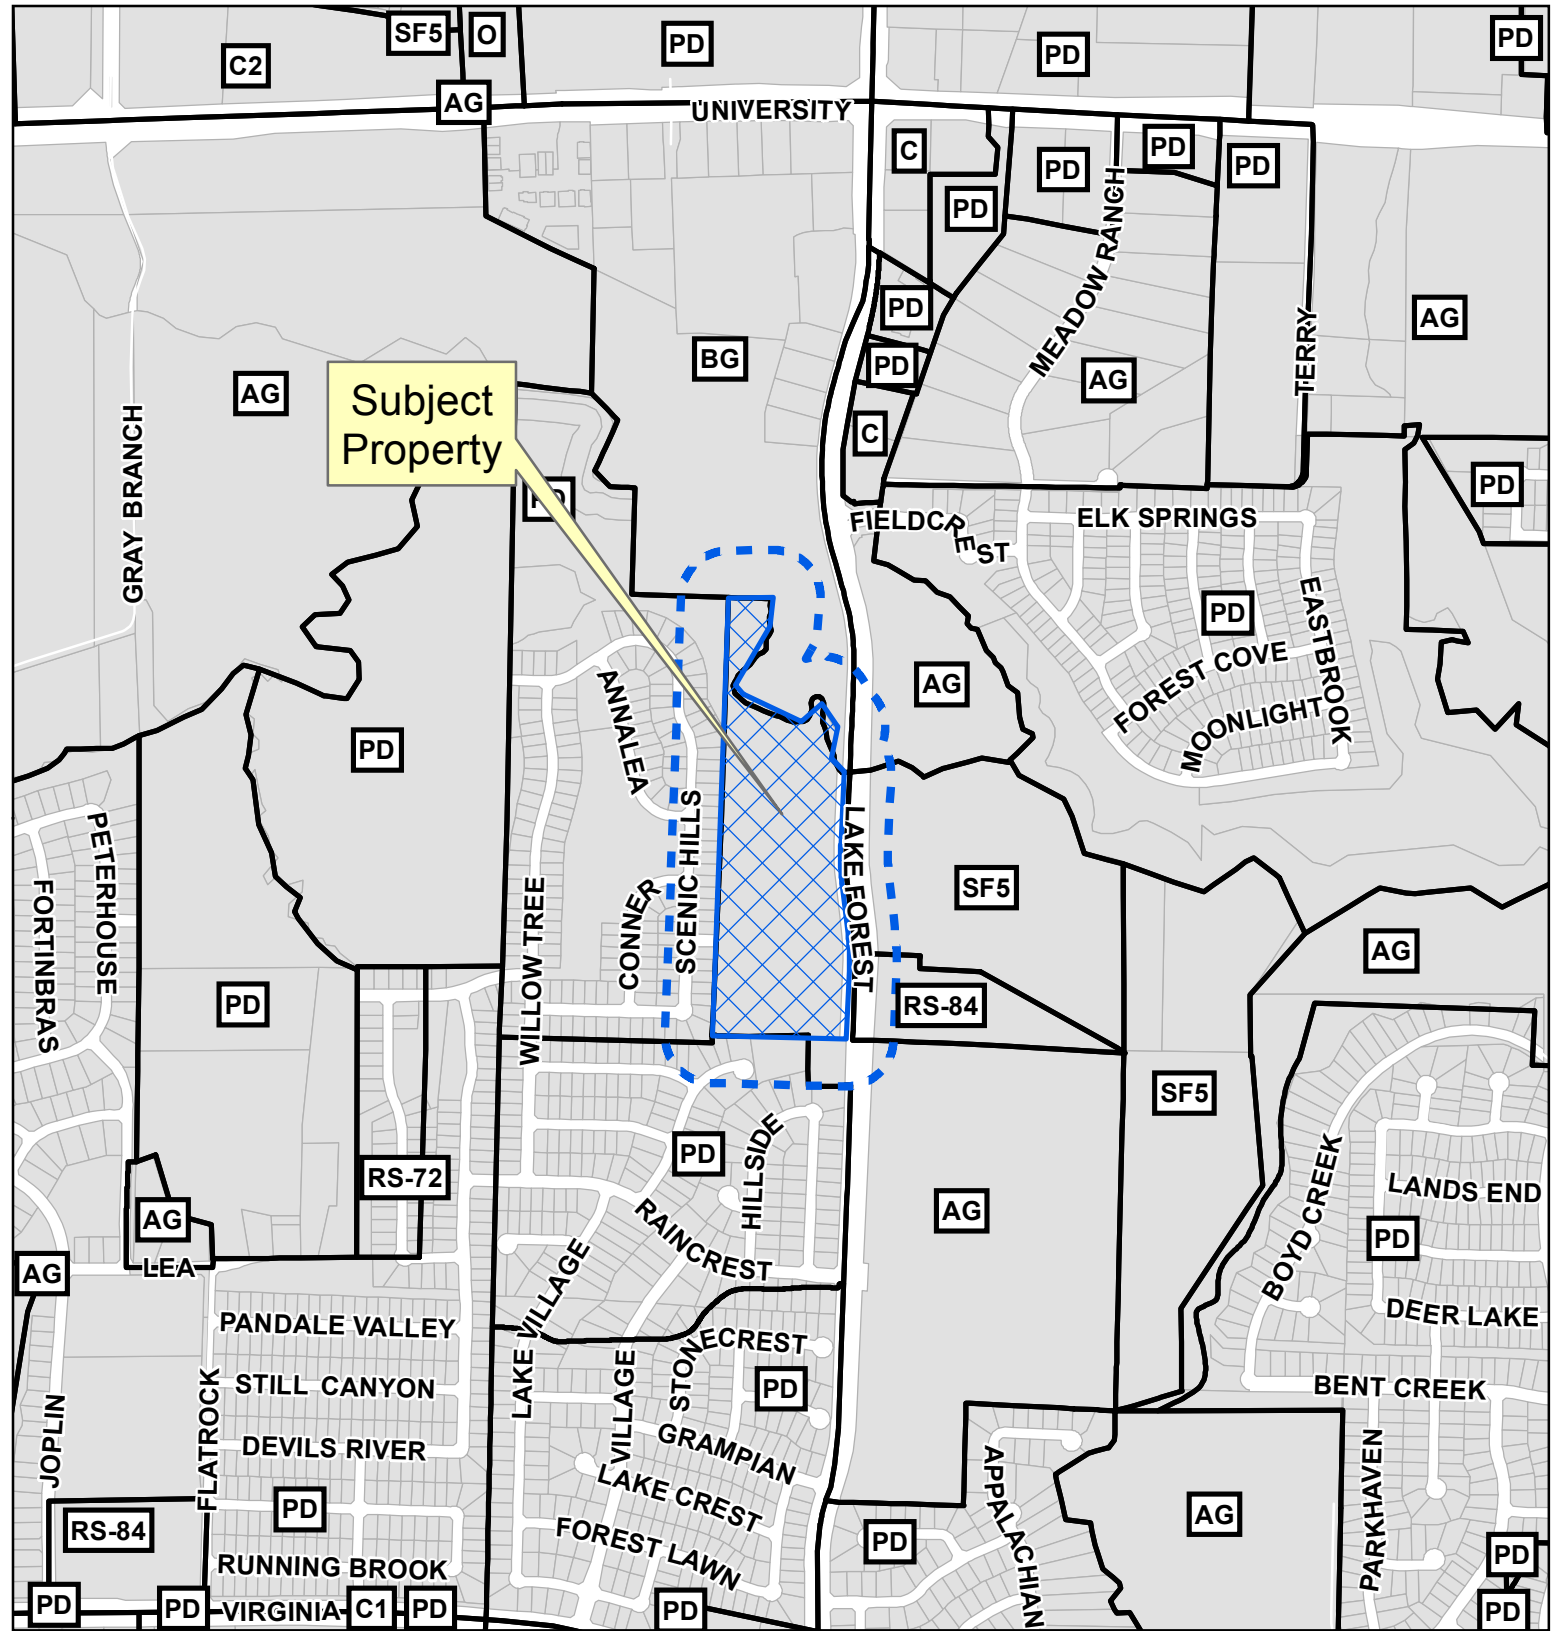 SF5
O
PD
PD
PD
C2
AG
UNIVERSITY
C
PD
PD
PD
PD
MEADOW RANCH
TERRY
AG
PD
PD
C
AG
BG
AG
Subject
Property
GRAY BRANCH
PD
PD
FIELDCREST
ELK SPRINGS
PD
EASTBROOK
FOREST COVE
MOONLIGHT
AG
ANNALEA
PD
SCENIC HILLS
LAKE FOREST
PETERHOUSE
FORTINBRAS
WILLOW TREE
CONNER
SF5
AG
PD
RS-84
SF5
BOYD CREEK
LANDS END
PD
DEER LAKE
HILLSIDE
PD
RS-72
AG
AG
LEA
AG
RAINCREST
LAKE VILLAGE
PANDALE VALLEY
STONECREST
PD
STILL CANYON
VILLAGE
BENT CREEK
JOPLIN
FLATROCK
DEVILS RIVER
GRAMPIAN
LAKE CREST
APPALACHIAN
PARKHAVEN
PD
RS-84
FOREST LAWN
PD
AG
RUNNING BROOK
PD
PD
PD
VIRGINIA
C1
PD
PD
PD